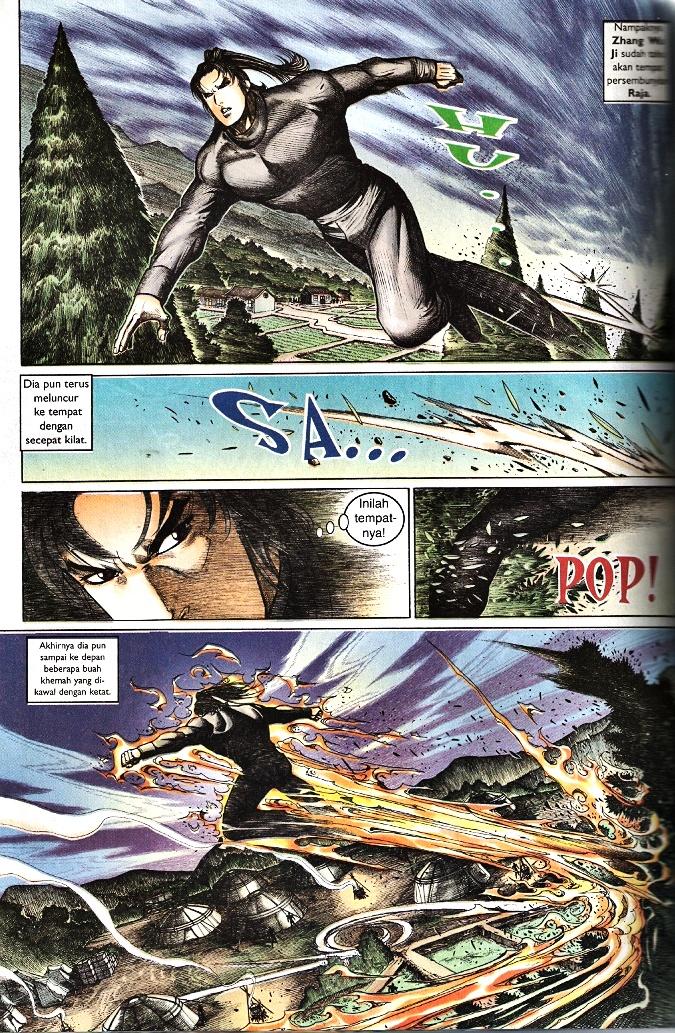 Nampaknya
Zhang Wu
Ji sudah
akan
Raja.
HU...
Dia pun terus
meluncur
ke tempat
dengan
secepat kilat.
SA...
Inilah
tempat-
nya!
POP!
Akhirnya dia pun
sampai ke depan
beberapa buah
khemah yang di-
kawal dengan ketat.